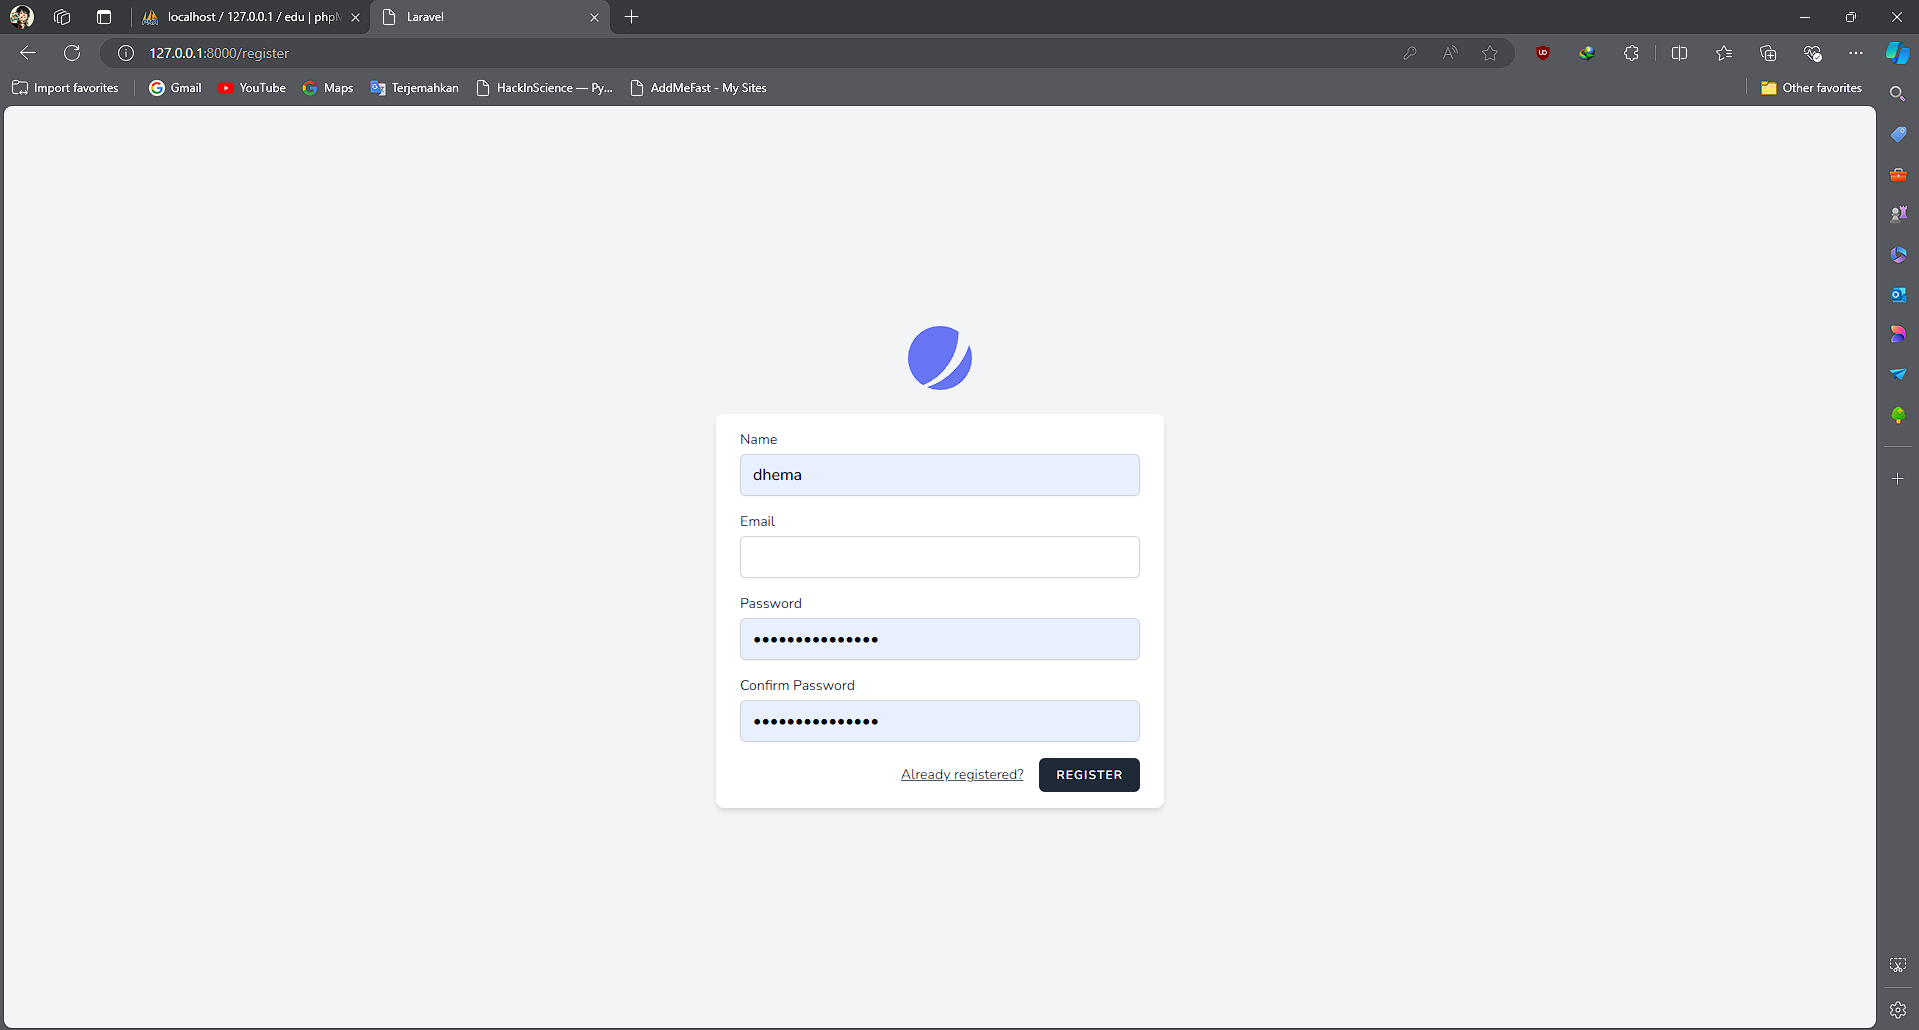 localhost / 127.0.0.1 / edu | phpM
Laravel
127.0.0.1:8000/register
Import favorites
Gmail
YouTube
Maps
Terjemahkan
HackInScience — Py...
AddMeFast - My Sites
Other favorites
Name
dhema
Email
Password
•••••••••••••••
Confirm Password
•••••••••••••••
Already registered?
REGISTER